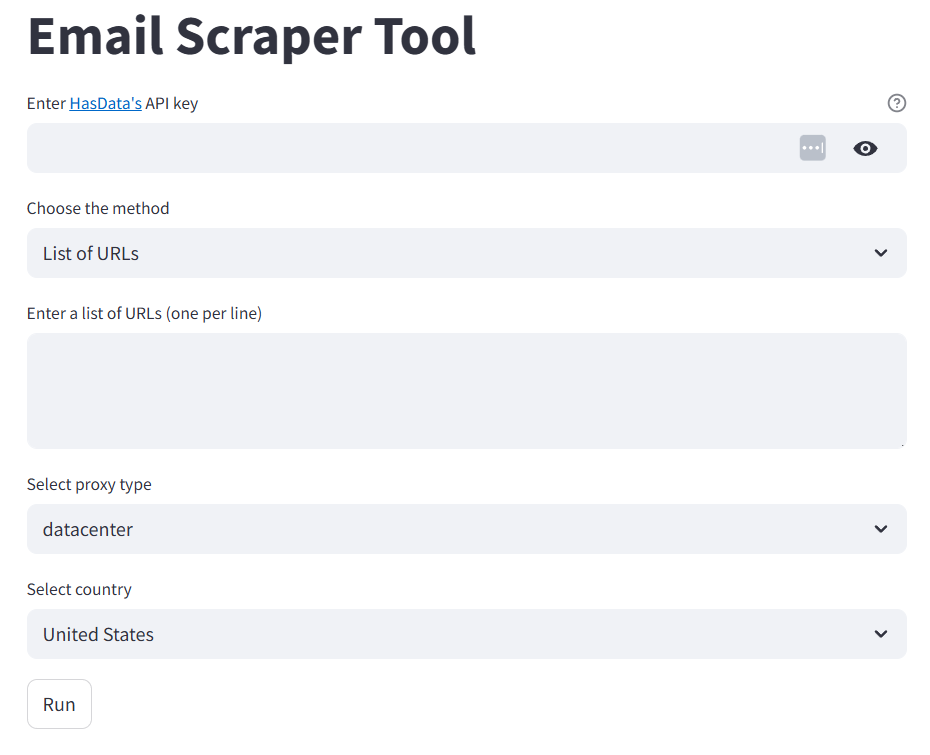 Email Scraper Tool
Enter HasData's API key
Choose the method
List of URLs
Enter a list of URLs (one per line)
Select proxy type
datacenter
Select country
United States
Run